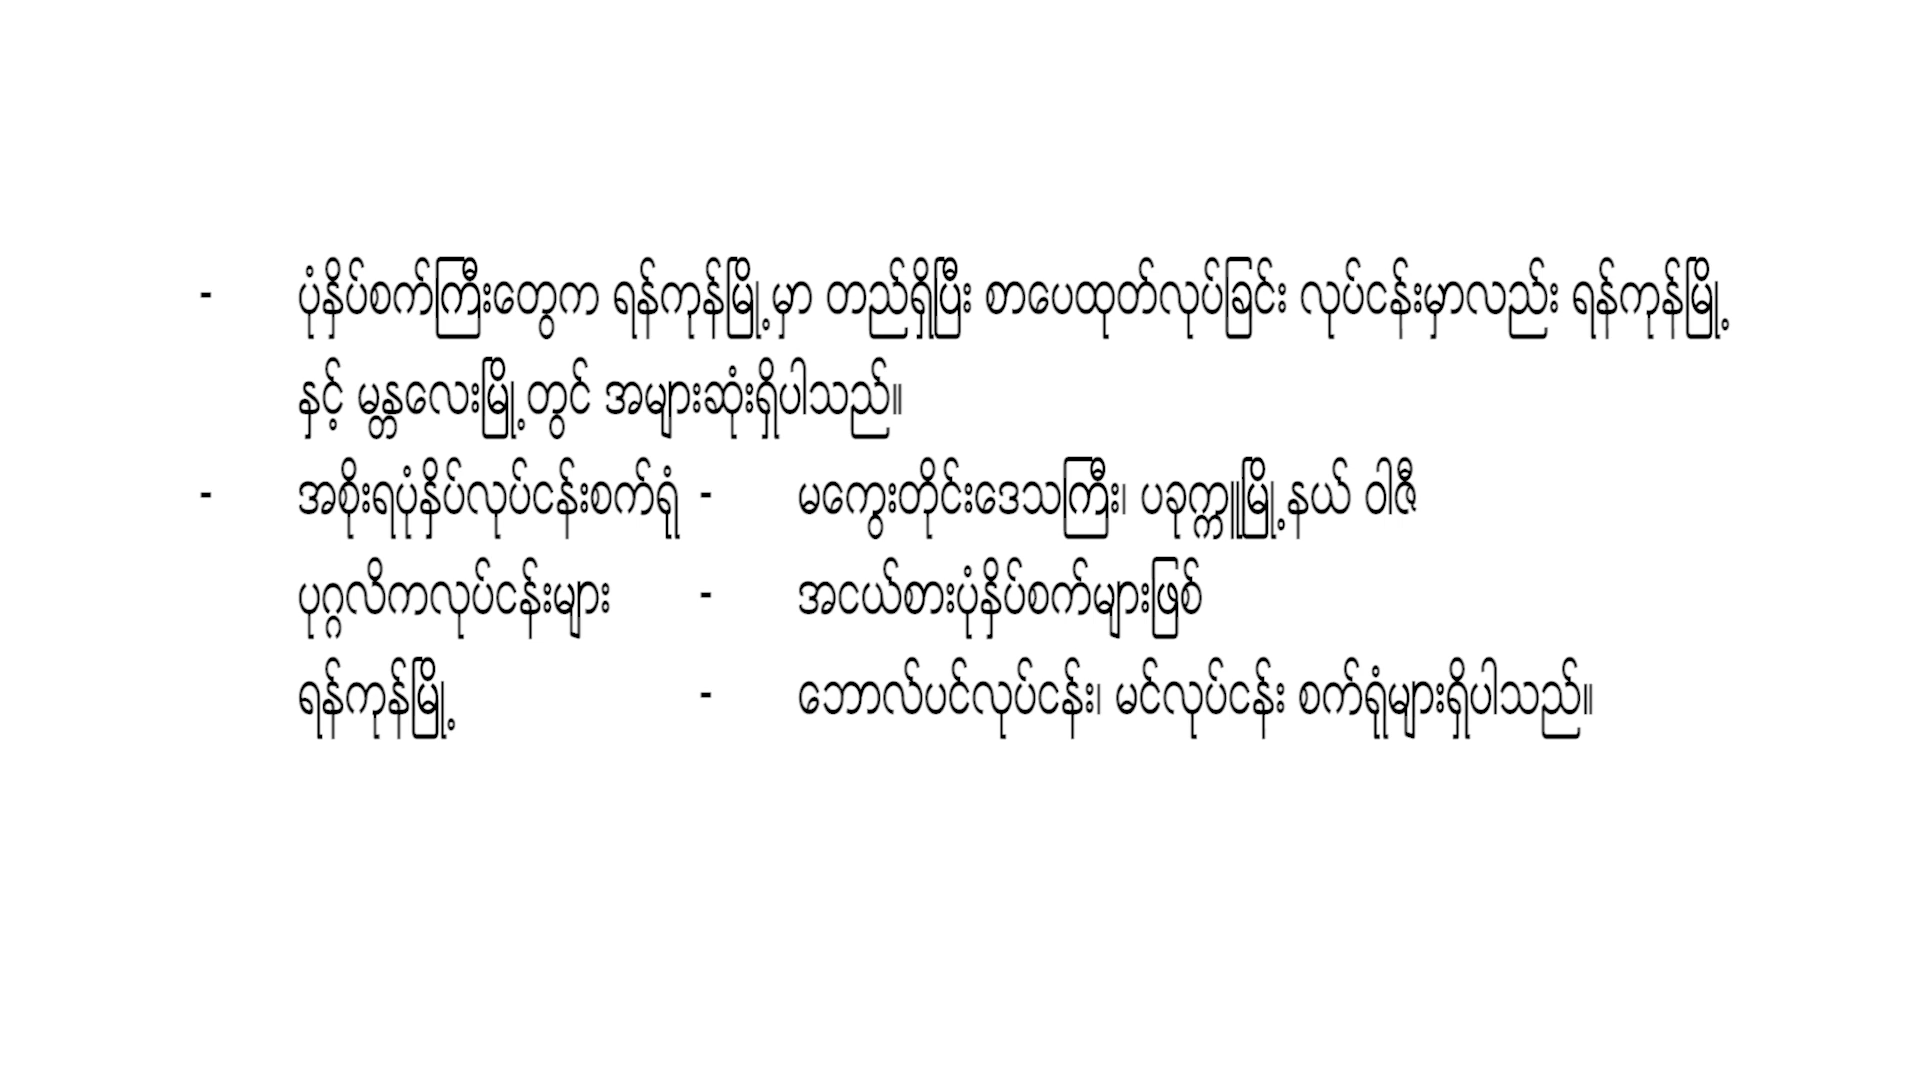 - ပုံနှိပ်စက်ကြီးတွေက ရန်ကုန်မြို့မှာ တည်ရှိပြီး စာပေထုတ်လုပ်ခြင်း လုပ်ငန်းမှာလည်း ရန်ကုန်မြို့
နှင့် မန္တလေးမြို့တွင် အများဆုံးရှိပါသည်။
- အစိုးရပုံနှိပ်လုပ်ငန်းစက်ရုံ - မကွေးတိုင်းဒေသကြီး၊ ပခုက္ကူမြို့နယ် ဝါဇီ
ပုဂ္ဂလိကလုပ်ငန်းများ - အငယ်စားပုံနှိပ်စက်များဖြစ်
ရန်ကုန်မြို့ - ဘောလ်ပင်လုပ်ငန်း၊ မင်လုပ်ငန်း စက်ရုံများရှိပါသည်။